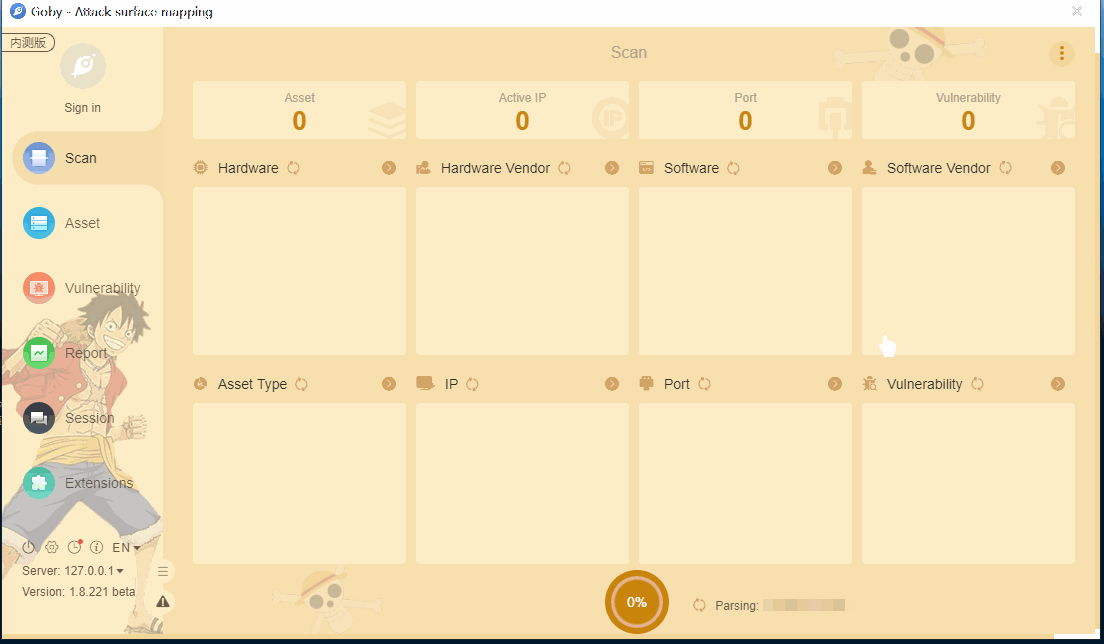 Goby - Attack surface mapping
内测版
Sign in
Scan
Asset
Vulnerability
Report
Session
Extensions
EN
Server: 127.0.0.1
Version: 1.8.221 beta
Scan
Asset
0
Active IP
0
IP
Port
0
Vulnerability
0
Hardware
Hardware Vendor
Software
Software Vendor
Asset Type
IP
Port
Vulnerability
0%
Parsing: